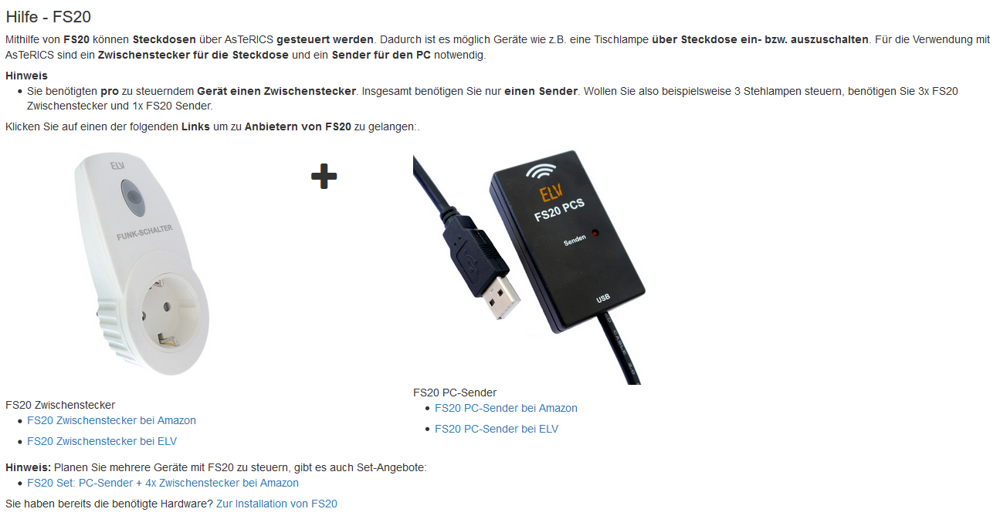 Hilfe - FS20
Mithilfe von FS20 können Steckdosen über AsTeRICS gesteuert werden. Dadurch ist es möglich Geräte wie z.B. eine Tischlampe über Steckdose ein- bzw. auszuschalten. Für die Verwendung mit
AsTeRICS sind ein Zwischenstecker für die Steckdose und ein Sender für den PC notwendig.
Hinweis
• Sie benötigten pro zu steuerndem Gerät einen Zwischenstecker. Insgesamt benötigen Sie nur einen Sender. Wollen Sie also beispielsweise 3 Stehlampen steuern, benötigen Sie 3x FS20
Zwischenstecker und 1x FS20 Sender.
Klicken Sie auf einen der folgenden Links um zu Anbietern von FS20 zu gelangen:.
ELV
FUNK-SCHALTER
ELV
FS20 PCS
Senden
USB
2.0 CABLE 2.0
FS20 Zwischenstecker
• FS20 Zwischenstecker bei Amazon
• FS20 Zwischenstecker bei ELV
FS20 PC-Sender
• FS20 PC-Sender bei Amazon
• FS20 PC-Sender bei ELV
Hinweis: Planen Sie mehrere Geräte mit FS20 zu steuern, gibt es auch Set-Angebote:
• FS20 Set: PC-Sender + 4x Zwischenstecker bei Amazon
Sie haben bereits die benötigte Hardware? Zur Installation von FS20